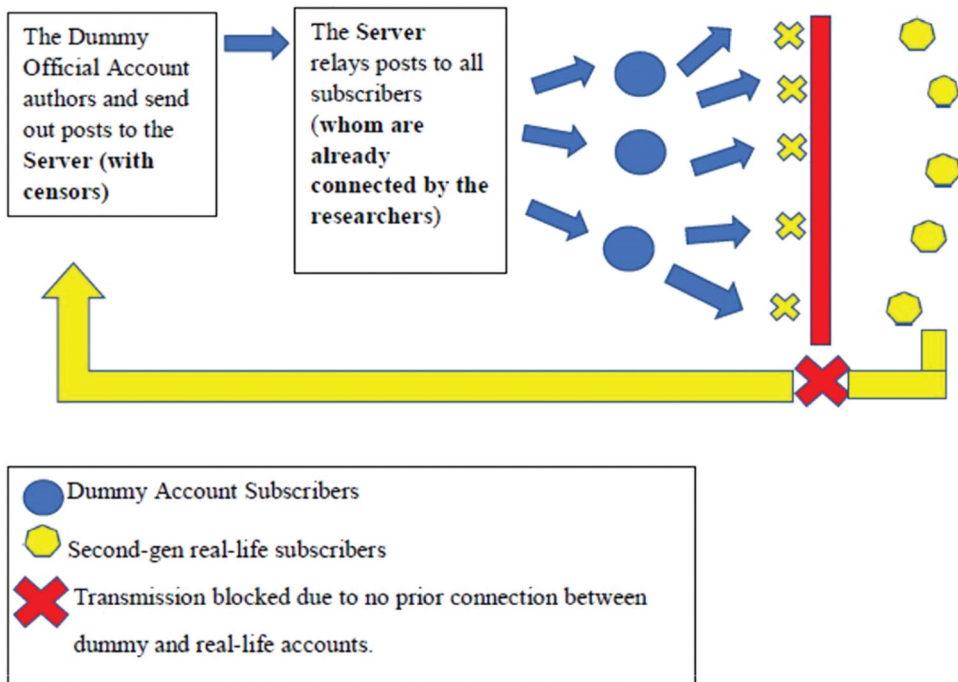 The Dummy
Official Account
authors and send
out posts to the
Server (with
censors)
The Server
relays posts to all
subscribers
(whom are
already
connected by the
researchers)
Dummy Account Subscribers
Second-gen real-life subscribers
Transmission blocked due to no prior connection between
dummy and real-life accounts.